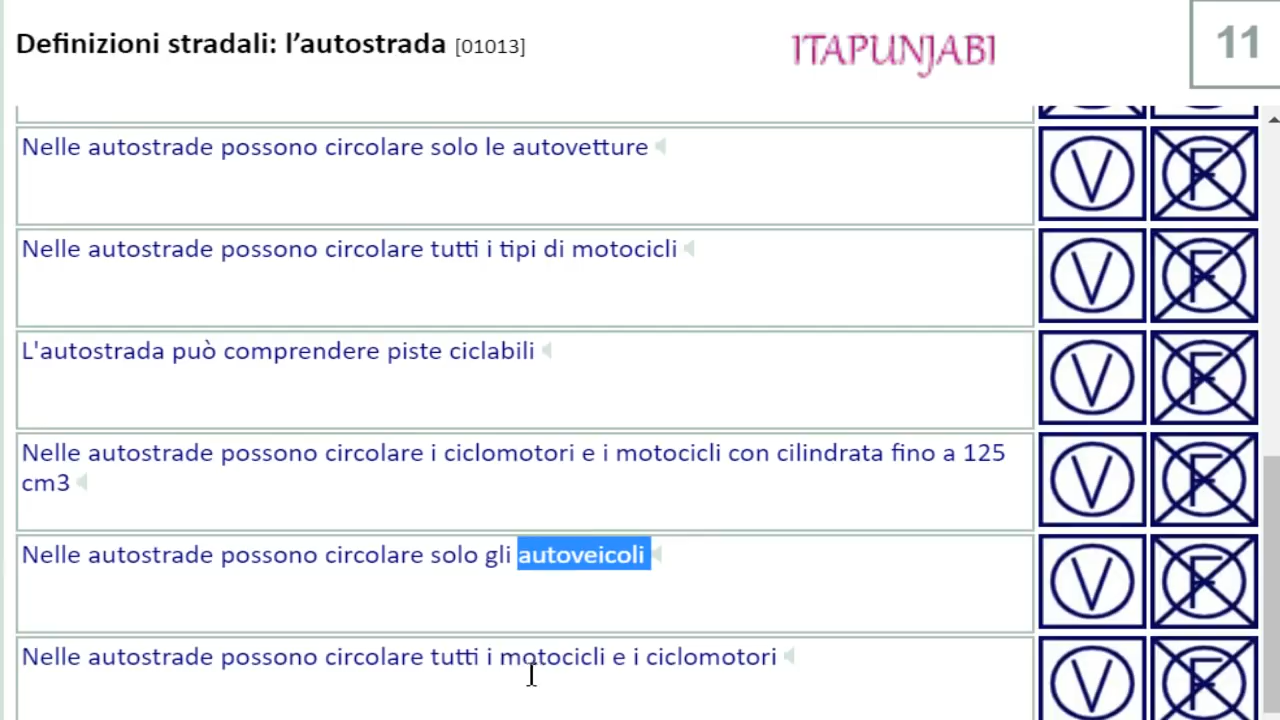 Definizioni stradali: l’autostrada [01013]
ITAPUNJABI
11
Nelle autostrade possono circolare solo le autovetture
V F
Nelle autostrade possono circolare tutti i tipi di motocicli
V F
L'autostrada può comprendere piste ciclabili
V F
Nelle autostrade possono circolare i ciclomotori e i motocicli con cilindrata fino a 125
cm3
V F
Nelle autostrade possono circolare solo gli autoveicoli
V F
Nelle autostrade possono circolare tutti i motocicli e i ciclomotori
V F